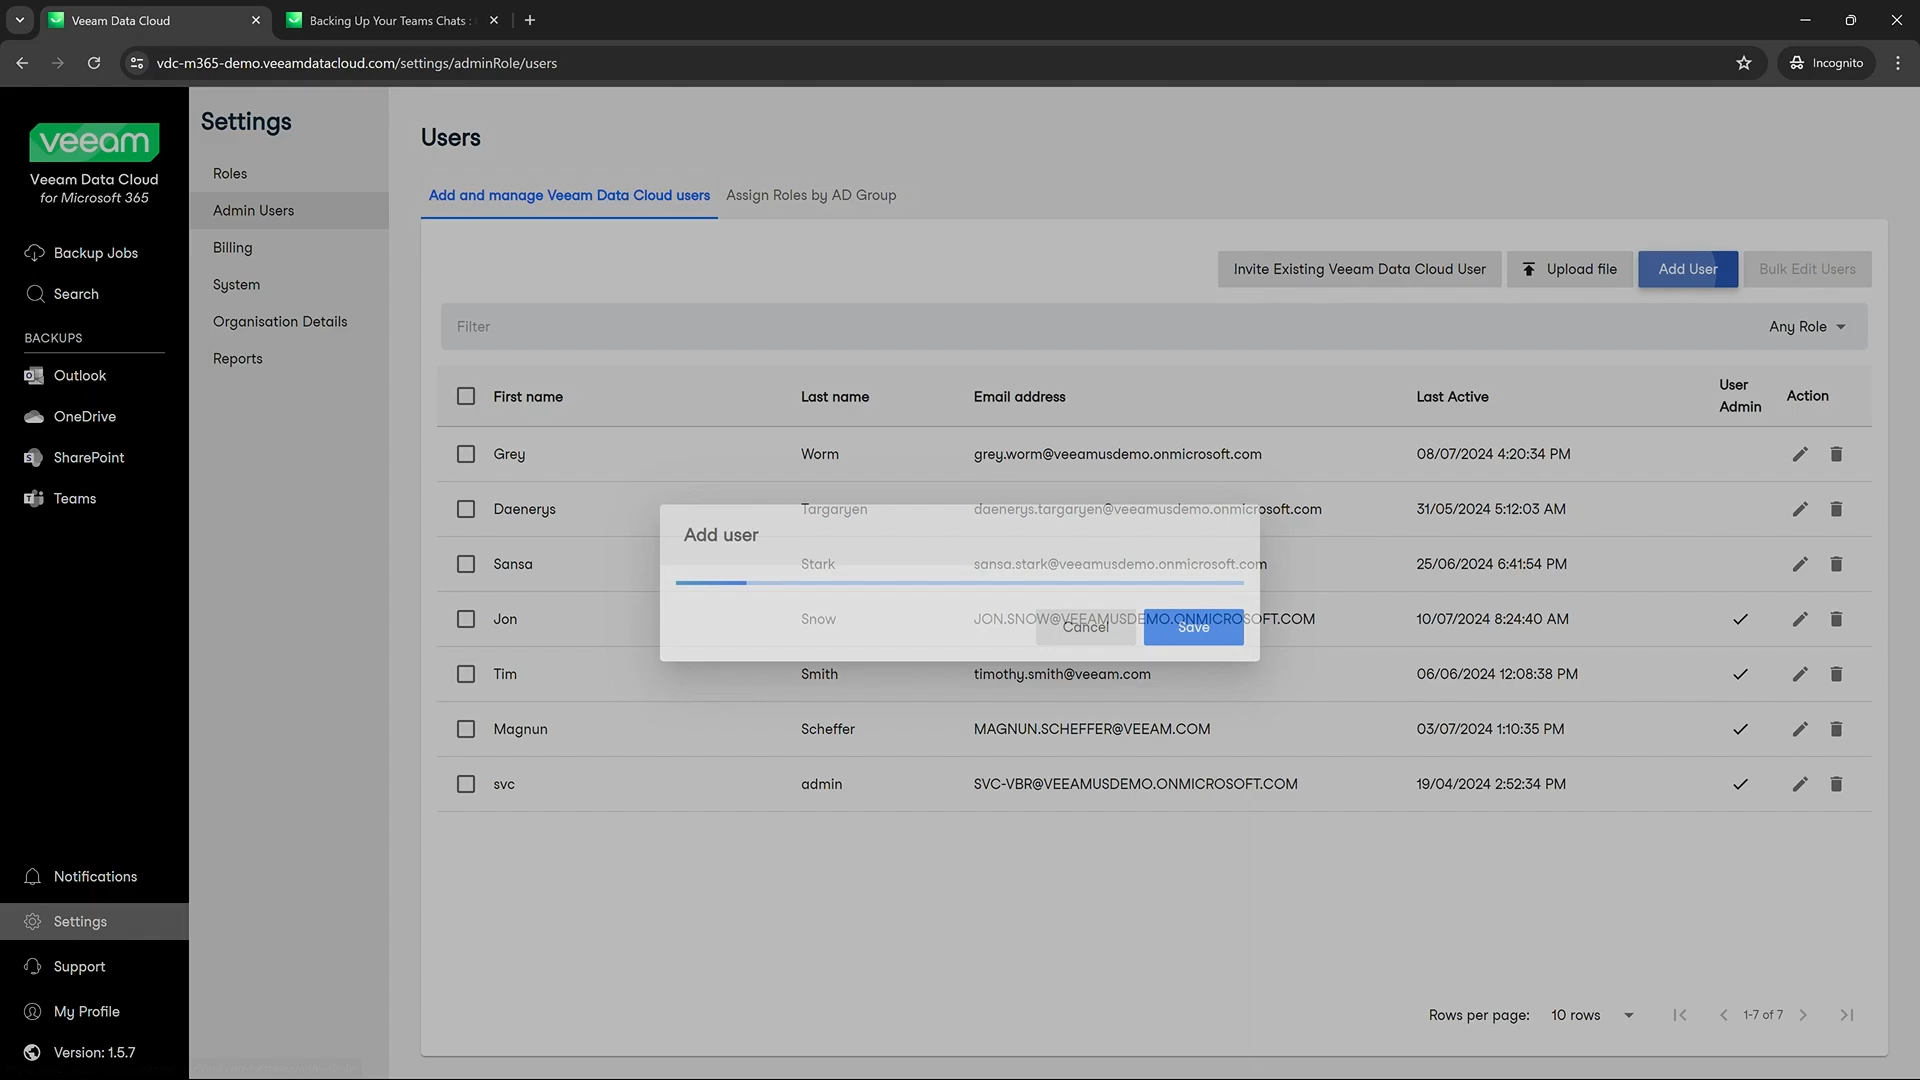 Veeam Data Cloud
Backing Up Your Teams Chats :
vdc-m365-demo.veeamdatacloud.com/settings/adminRole/users
Incognito
veeam
Veeam Data Cloud
for Microsoft 365
Backup Jobs
Search
BACKUPS
Outlook
OneDrive
SharePoint
Teams
Notifications
Settings
Support
My Profile
Version: 1.5.7
Settings
Roles
Admin Users
Billing
System
Organisation Details
Reports
Users
Add and manage Veeam Data Cloud users
Assign Roles by AD Group
Invite Existing Veeam Data Cloud User
Upload file
Add User
Bulk Edit Users
Filter
Any Role
First name Last name Email address Last Active User Admin Action
Grey Worm grey.worm@veeamusdemo.onmicrosoft.com 08/07/2024 4:20:34 PM
Daenerys Targaryen daenerys.targaryen@veeamusdemo.onmicrosoft.com 31/05/2024 5:12:03 AM
Sansa Stark sansa.stark@veeamusdemo.onmicrosoft.com 25/06/2024 6:41:54 PM
Jon Snow JON.SNOW@VEEAMUSDEMO.ONMICROSOFT.COM 10/07/2024 8:24:40 AM
Tim Smith timothy.smith@veeam.com 06/06/2024 12:08:38 PM
Magnun Scheffer MAGNUN.SCHEFFER@VEEAM.COM 03/07/2024 1:10:35 PM
svc admin SVC-VBR@VEEAMUSDEMO.ONMICROSOFT.COM 19/04/2024 2:52:34 PM
Add user
Cancel
Save
Rows per page: 10 rows 1-7 of 7